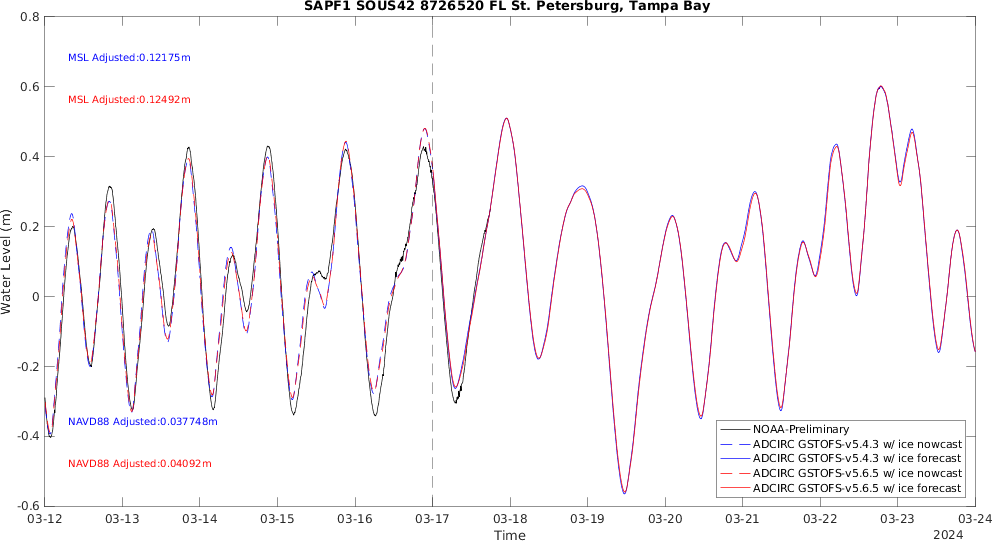 SAPF1 SOUS42 8726520 FL St. Petersburg, Tampa Bay
0.8
0.6
0.4
0.2
0
-0.2
-0.4
-0.6
Water Level (m)
MSL Adjusted:0.12175m
MSL Adjusted:0.12492m
NAVD88 Adjusted:0.037748m
NAVD88 Adjusted:0.04092m
NOAA-Preliminary
ADCIRC GSTOFS-v5.4.3 w/ ice nowcast
ADCIRC GSTOFS-v5.4.3 w/ ice forecast
ADCIRC GSTOFS-v5.6.5 w/ ice nowcast
ADCIRC GSTOFS-v5.6.5 w/ ice forecast
03-12 03-13 03-14 03-15 03-16 03-17 03-18 03-19 03-20 03-21 03-22 03-23 03-24
Time
2024